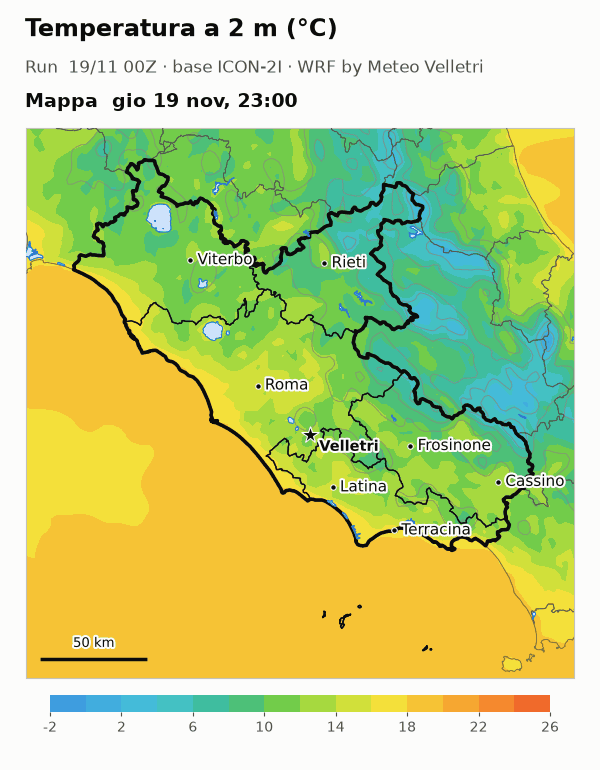 Temperatura a 2 m (°C)
Run  19/11 00Z · base ICON-2I · WRF by Meteo Velletri
Mappa  gio 19 nov, 23:00
Viterbo
Rieti
Roma
Velletri
Frosinone
Cassino
Latina
Terracina
50 km
-2 2 6 10 14 18 22 26